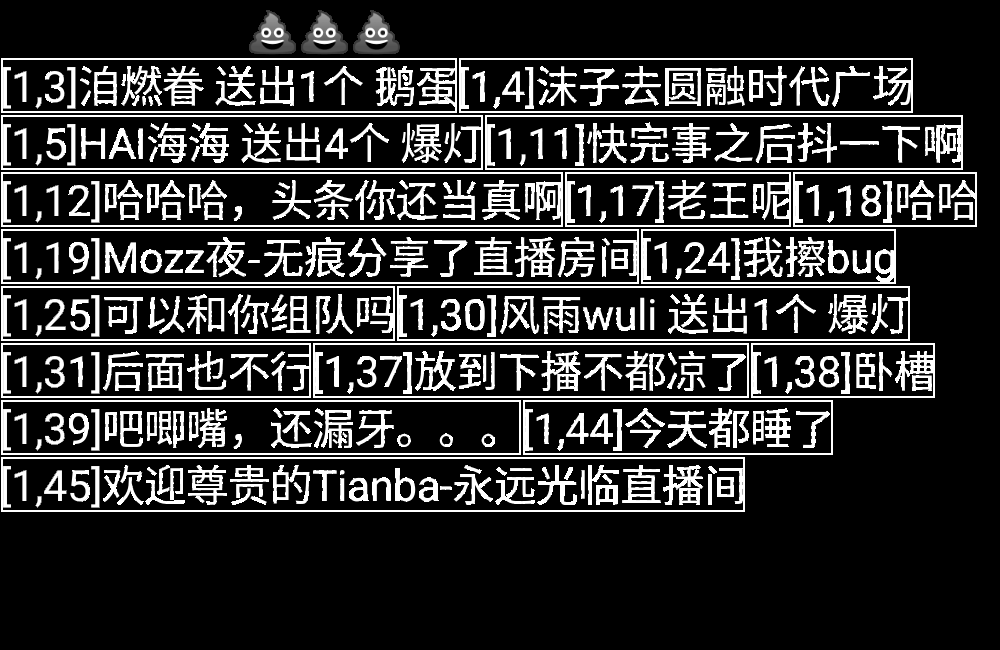 💩💩💩
[1,3]洎燃眷 送出1个 鹅蛋[1,4]沫子去圆融时代广场
[1,5]HAI海海 送出4个 爆灯[1,11]快完事之后抖一下啊
[1,12]哈哈哈，头条你还当真啊[1,17]老王呢[1,18]哈哈
[1,19]Mozz夜-无痕分享了直播房间[1,24]我擦bug
[1,25]可以和你组队吗[1,30]风雨wuli 送出1个 爆灯
[1,31]后面也不行[1,37]放到下播不都凉了[1,38]卧槽
[1,39]吧唧嘴，还漏牙。。。[1,44]今天都睡了
[1,45]欢迎尊贵的Tianba-永远光临直播间